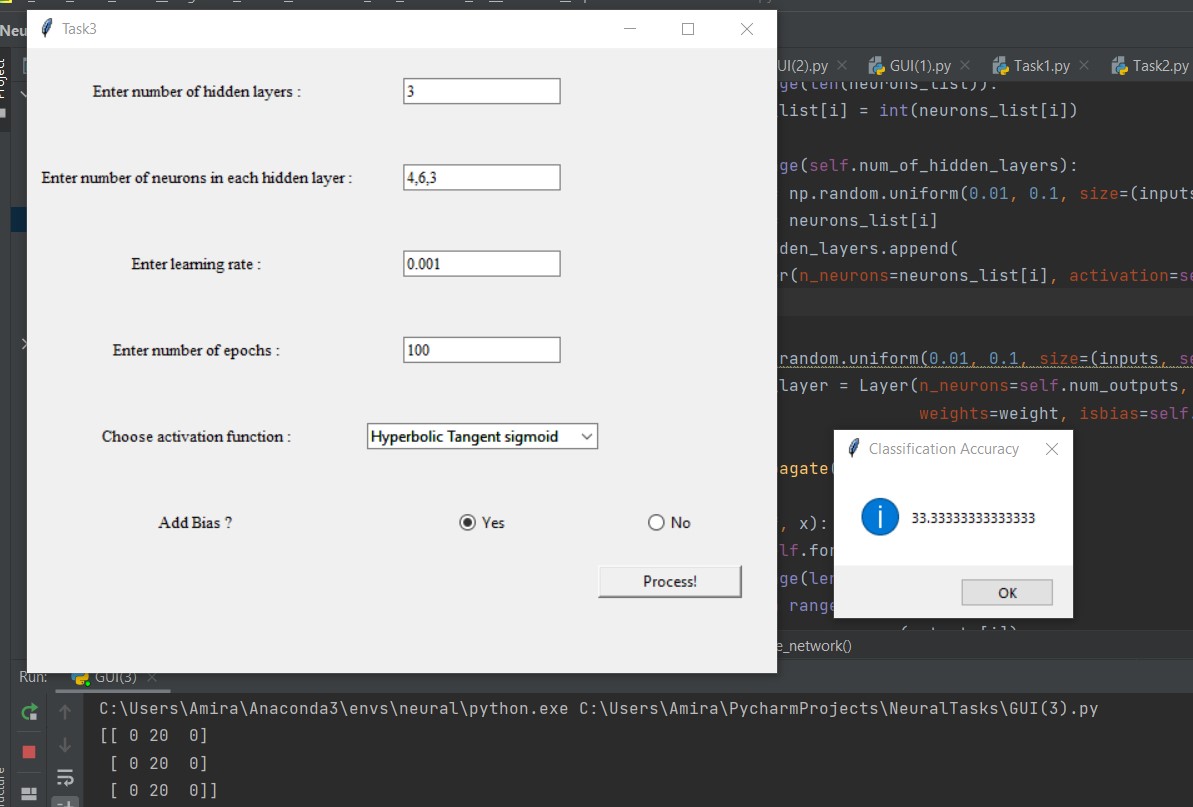 Task3
Enter number of hidden layers :
3
Enter number of neurons in each hidden layer :
4,6,3
Enter learning rate :
0.001
Enter number of epochs :
100
Choose activation function :
Hyperbolic Tangent sigmoid
Add Bias ?
Yes
No
Process!
UI(2).py
GUI(1).py
Task1.py
Task2.py
ge(len(neurons_list)):
list[i] = int(neurons_list[i])
ge(self.num_of_hidden_layers):
np.random.uniform(0.01, 0.1, size=(inputs
neurons_list[i]
den_layers.append(
r(n_neurons=neurons_list[i], activation=se
random.uniform(0.01, 0.1, size=(inputs, se
layer = Layer(n_neurons=self.num_outputs,
weights=weight, isbias=self.
agate(
, x):
lf.for
ge(ler
range
e_network()
Classification Accuracy
33.33333333333333
OK
Run:
GUI(3)
C:\Users\Amira\Anaconda3\envs\neural\python.exe C:\Users\Amira\PycharmProjects\NeuralTasks\GUI(3).py
[[ 0 20  0]
[ 0 20  0]
[ 0 20  0]]